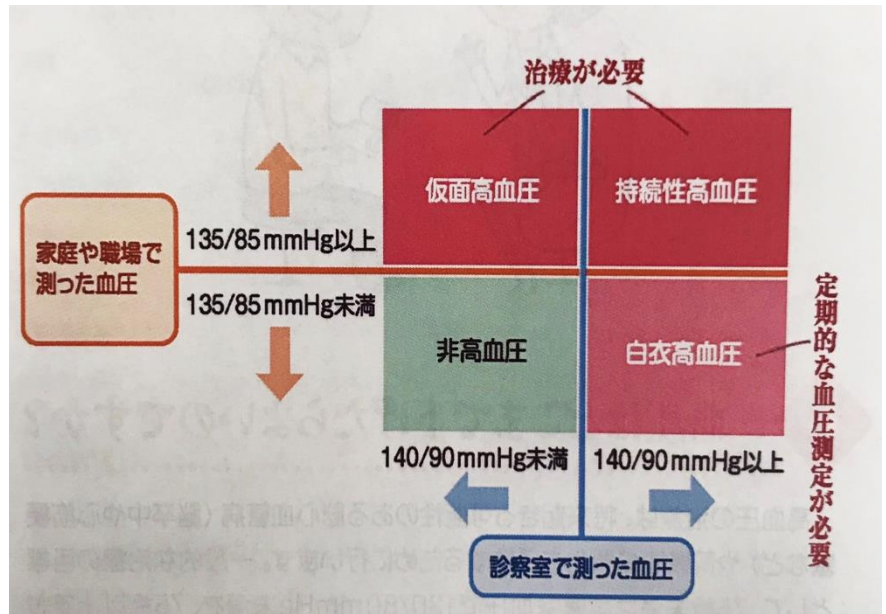 治療が必要
仮面高血圧
持続性高血圧
家庭や職場で
測った血圧
135/85mmHg以上
135/85mmHg未満
非高血圧
白衣高血圧
定期的な血圧測定が必要
140/90mmHg未満
140/90mmHg以上
診察室で測った血圧